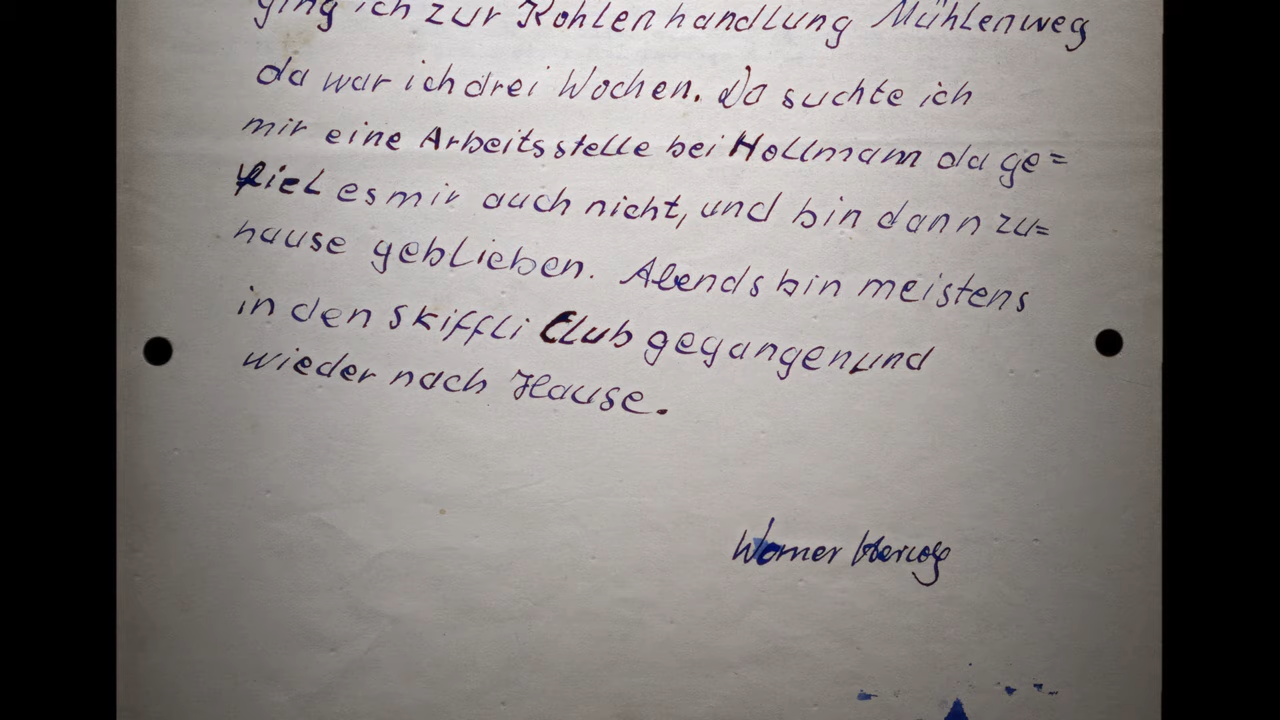 ging ich zur Kohlenhandlung Mühlenweg
da war ich drei Wochen. Da suchte ich
mir eine Arbeitsstelle bei Hollmann da ge=
fiel es mir auch nicht, und bin dann zu=
hause geblieben. Abends bin meistens
in den skiffli Club gegangen und
wieder nach Hause.
Werner Herzog